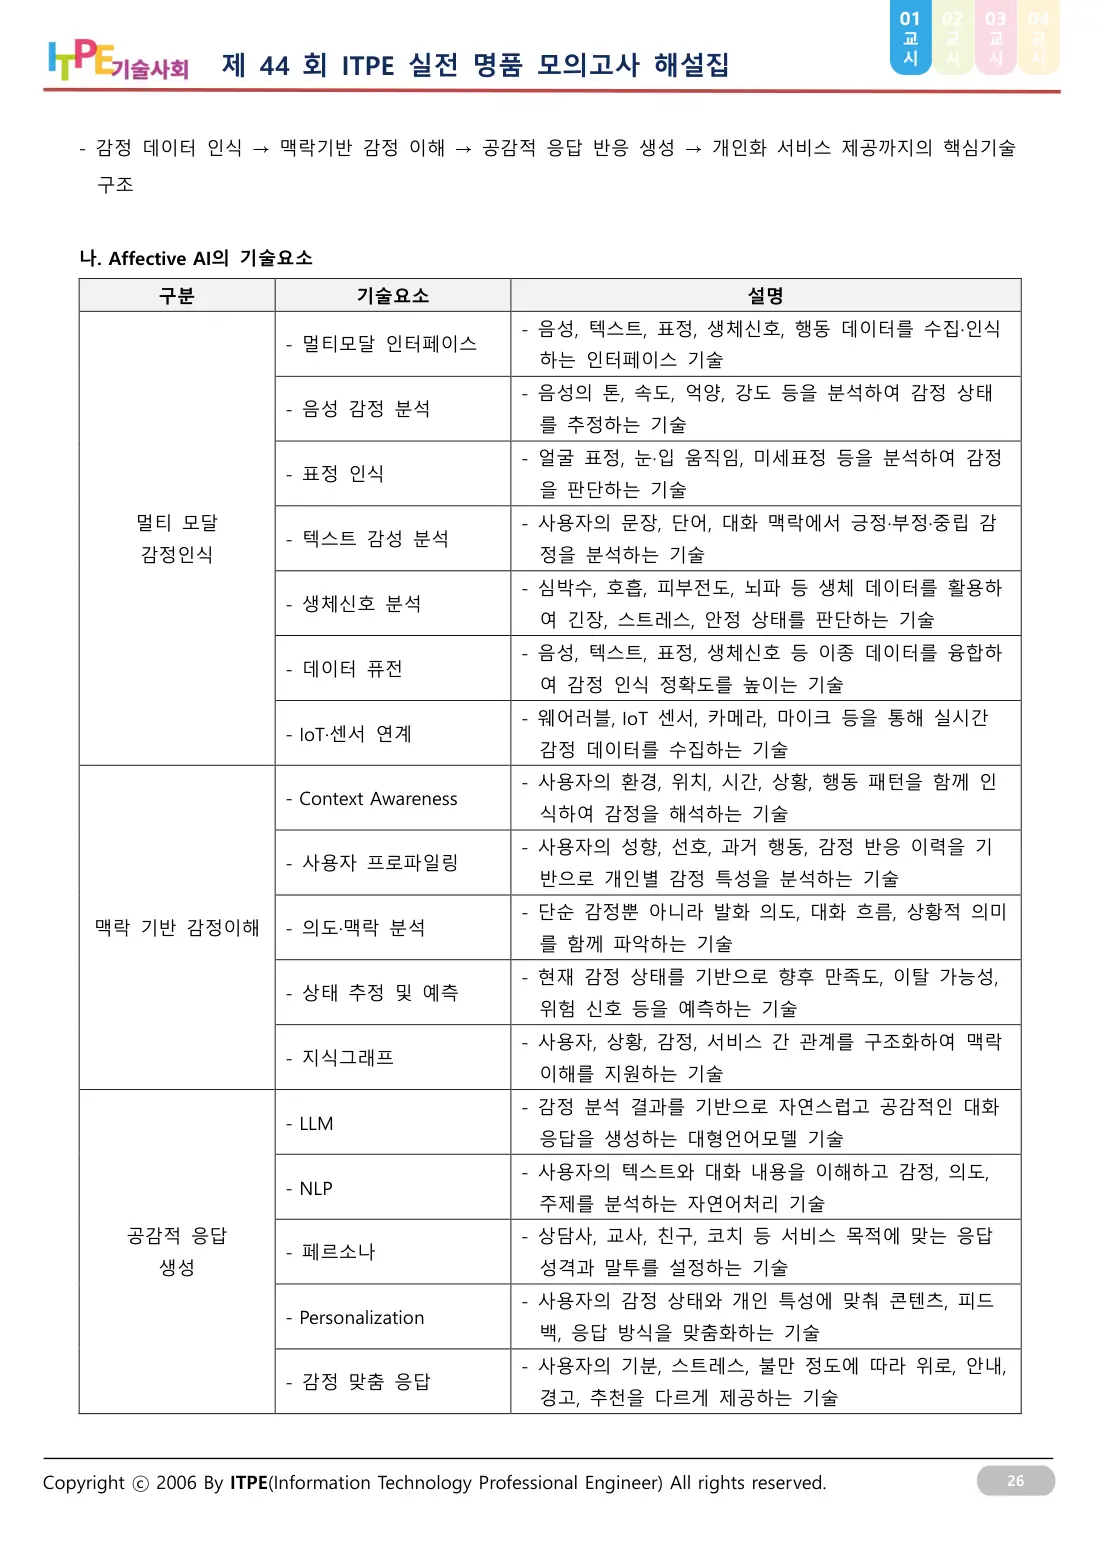 01 교시
02 교시
03 교시
04 교시
ITPE기술사회
제 44 회 ITPE 실전 명품 모의고사 해설집
- 감정 데이터 인식 → 맥락기반 감정 이해 → 공감적 응답 반응 생성 → 개인화 서비스 제공까지의 핵심기술
구조
나. Affective AI의 기술요소
구분 기술요소 설명
멀티 모달
감정인식
- 멀티모달 인터페이스
- 음성, 텍스트, 표정, 생체신호, 행동 데이터를 수집·인식
하는 인터페이스 기술
- 음성 감정 분석
- 음성의 톤, 속도, 억양, 강도 등을 분석하여 감정 상태
를 추정하는 기술
- 표정 인식
- 얼굴 표정, 눈·입 움직임, 미세표정 등을 분석하여 감정
을 판단하는 기술
- 텍스트 감성 분석
- 사용자의 문장, 단어, 대화 맥락에서 긍정·부정·중립 감
정을 분석하는 기술
- 생체신호 분석
- 심박수, 호흡, 피부전도, 뇌파 등 생체 데이터를 활용하
여 긴장, 스트레스, 안정 상태를 판단하는 기술
- 데이터 퓨전
- 음성, 텍스트, 표정, 생체신호 등 이종 데이터를 융합하
여 감정 인식 정확도를 높이는 기술
- IoT·센서 연계
- 웨어러블, IoT 센서, 카메라, 마이크 등을 통해 실시간
감정 데이터를 수집하는 기술
맥락 기반 감정이해
- Context Awareness
- 사용자의 환경, 위치, 시간, 상황, 행동 패턴을 함께 인
식하여 감정을 해석하는 기술
- 사용자 프로파일링
- 사용자의 성향, 선호, 과거 행동, 감정 반응 이력을 기
반으로 개인별 감정 특성을 분석하는 기술
- 의도·맥락 분석
- 단순 감정뿐 아니라 발화 의도, 대화 흐름, 상황적 의미
를 함께 파악하는 기술
- 상태 추정 및 예측
- 현재 감정 상태를 기반으로 향후 만족도, 이탈 가능성,
위험 신호 등을 예측하는 기술
- 지식그래프
- 사용자, 상황, 감정, 서비스 간 관계를 구조화하여 맥락
이해를 지원하는 기술
공감적 응답
생성
- LLM
- 감정 분석 결과를 기반으로 자연스럽고 공감적인 대화
응답을 생성하는 대형언어모델 기술
- NLP
- 사용자의 텍스트와 대화 내용을 이해하고 감정, 의도,
주제를 분석하는 자연어처리 기술
- 페르소나
- 상담사, 교사, 친구, 코치 등 서비스 목적에 맞는 응답
성격과 말투를 설정하는 기술
- Personalization
- 사용자의 감정 상태와 개인 특성에 맞춰 콘텐츠, 피드
백, 응답 방식을 맞춤화하는 기술
- 감정 맞춤 응답
- 사용자의 기분, 스트레스, 불만 정도에 따라 위로, 안내,
경고, 추천을 다르게 제공하는 기술
Copyright ⓒ 2006 By ITPE(Information Technology Professional Engineer) All rights reserved.
26